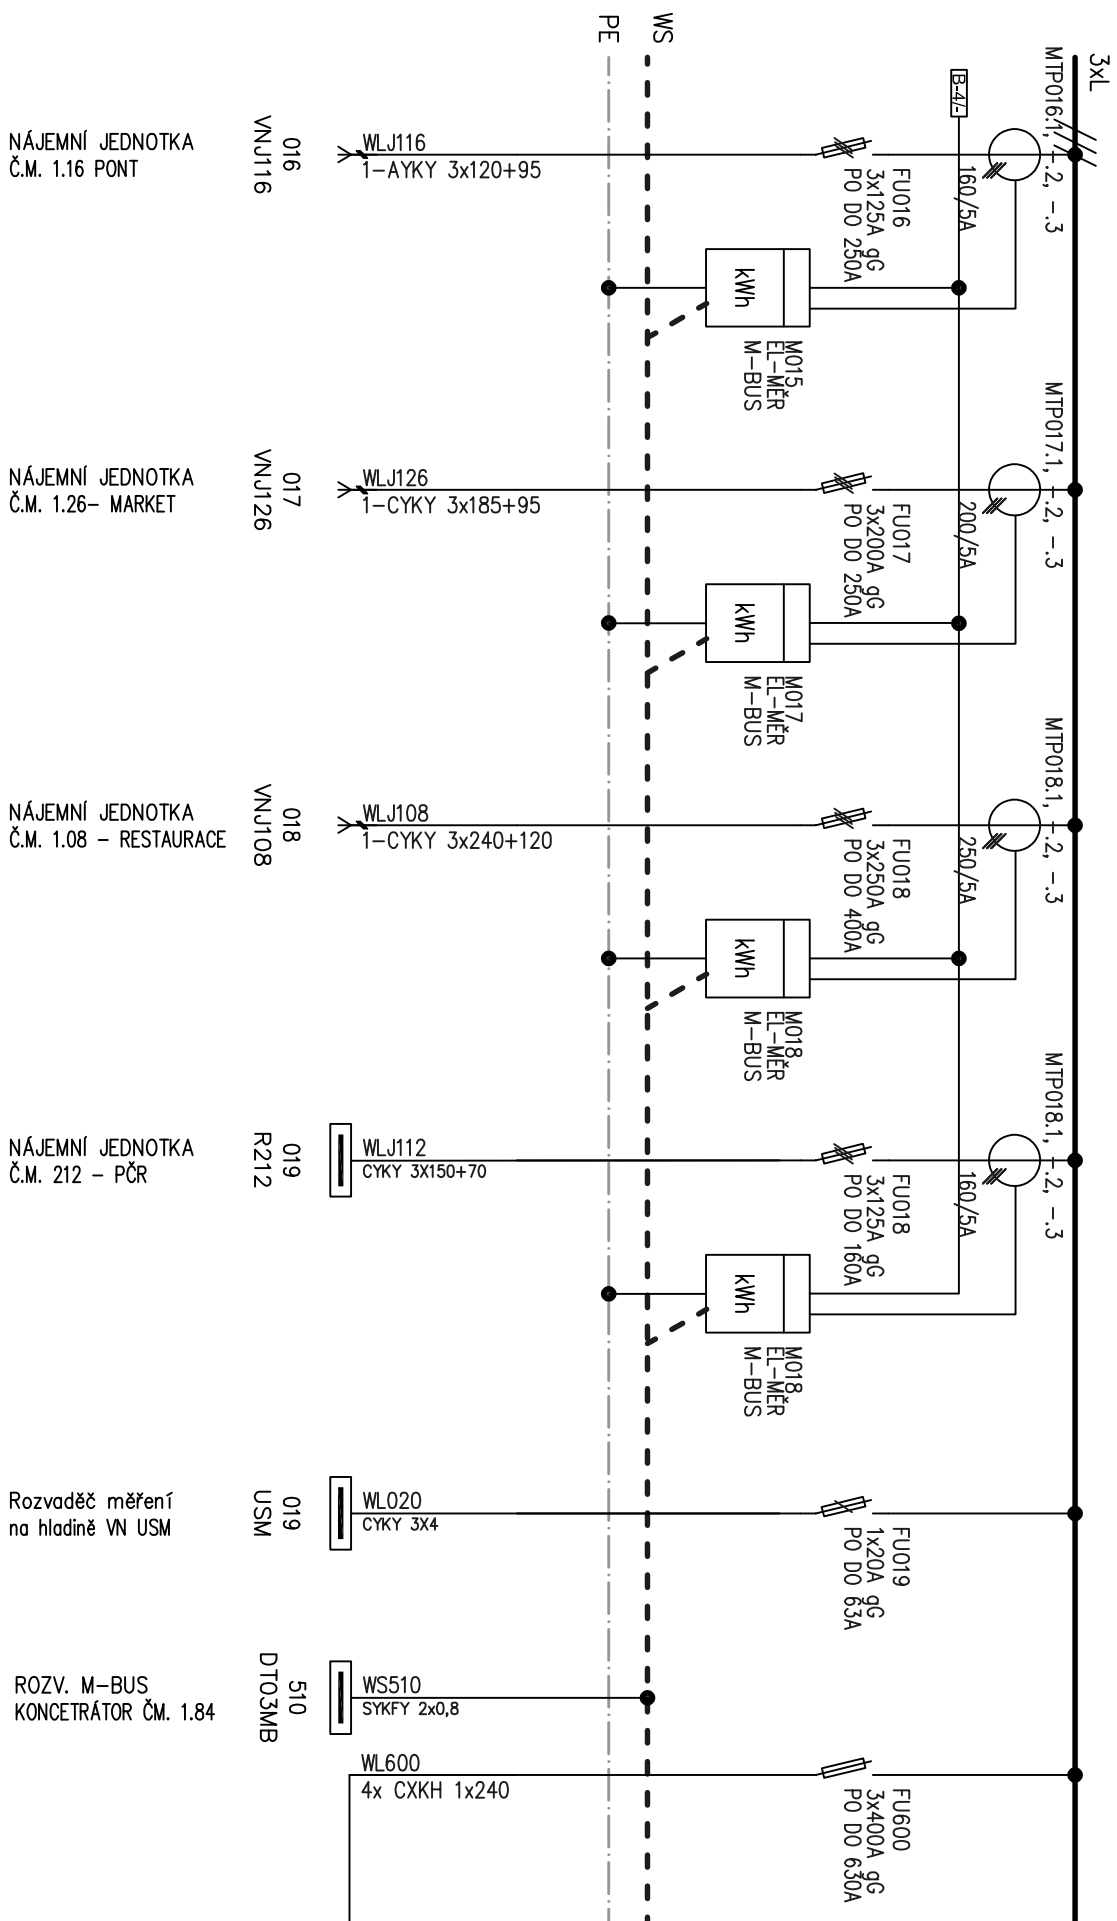 3xL
WS
PE
B-4/-
MTP016.1, -.2, -.3
160/5A
FU016
3x125A gG
PO DO 250A
WLJ116
1-AYKY 3x120+95
016
VNJ116
NÁJEMNÍ JEDNOTKA
Č.M. 1.16 PONT
kWh
M015
EL-MĚR
M-BUS
MTP017.1, -.2, -.3
200/5A
FU017
3x200A gG
PO DO 250A
WLJ126
1-CYKY 3x185+95
017
VNJ126
NÁJEMNÍ JEDNOTKA
Č.M. 1.26- MARKET
kWh
M017
EL-MĚR
M-BUS
MTP018.1, -.2, -.3
250/5A
FU018
3x250A gG
PO DO 400A
WLJ108
1-CYKY 3x240+120
018
VNJ108
NÁJEMNÍ JEDNOTKA
Č.M. 1.08 - RESTAURACE
kWh
M018
EL-MĚR
M-BUS
MTP018.1, -.2, -.3
160/5A
FU018
3x125A gG
PO DO 160A
WLJ112
CYKY 3X150+70
019
R212
NÁJEMNÍ JEDNOTKA
Č.M. 212 - PČR
kWh
M018
EL-MĚR
M-BUS
FU019
1x20A gG
PO DO 63A
WL020
CYKY 3X4
019
USM
Rozvaděč měření
na hladině VN USM
WS510
SYKFY 2x0,8
510
DT03MB
ROZV. M-BUS
KONCETRÁTOR ČM. 1.84
FU600
3x400A gG
PO DO 630A
WL600
4x CXKH 1x240